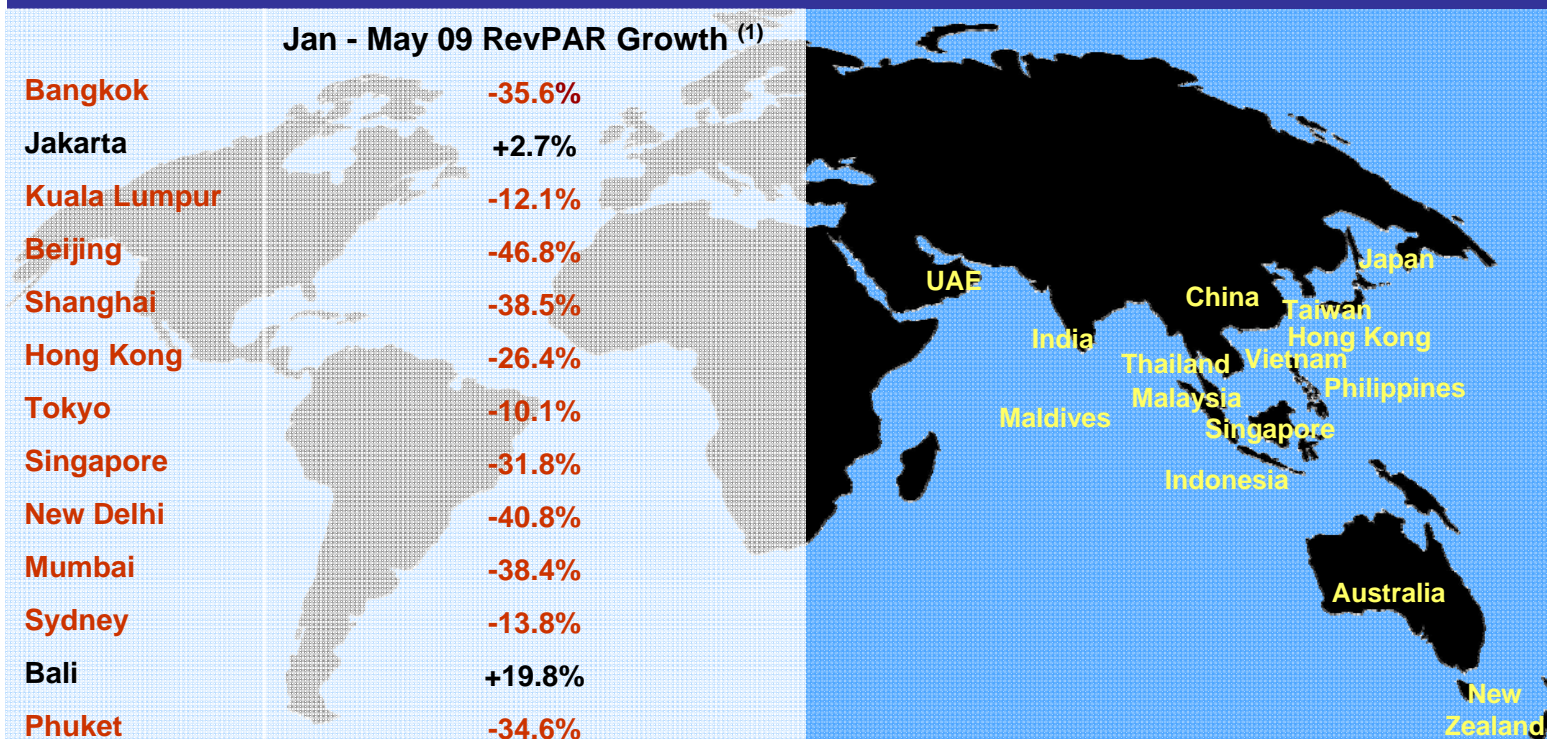 Jan - May 09 RevPAR Growth (1)
Bangkok -35.6%
Jakarta +2.7%
Kuala Lumpur -12.1%
Beijing -46.8%
Shanghai -38.5%
Hong Kong -26.4%
Tokyo -10.1%
Singapore -31.8%
New Delhi -40.8%
Mumbai -38.4%
Sydney -13.8%
Bali +19.8%
Phuket -34.6%
Japan
UAE
China
Taiwan
India
Hong Kong
Thailand
Vietnam
Malaysia
Philippines
Maldives
Singapore
Indonesia
Australia
New
Zealand